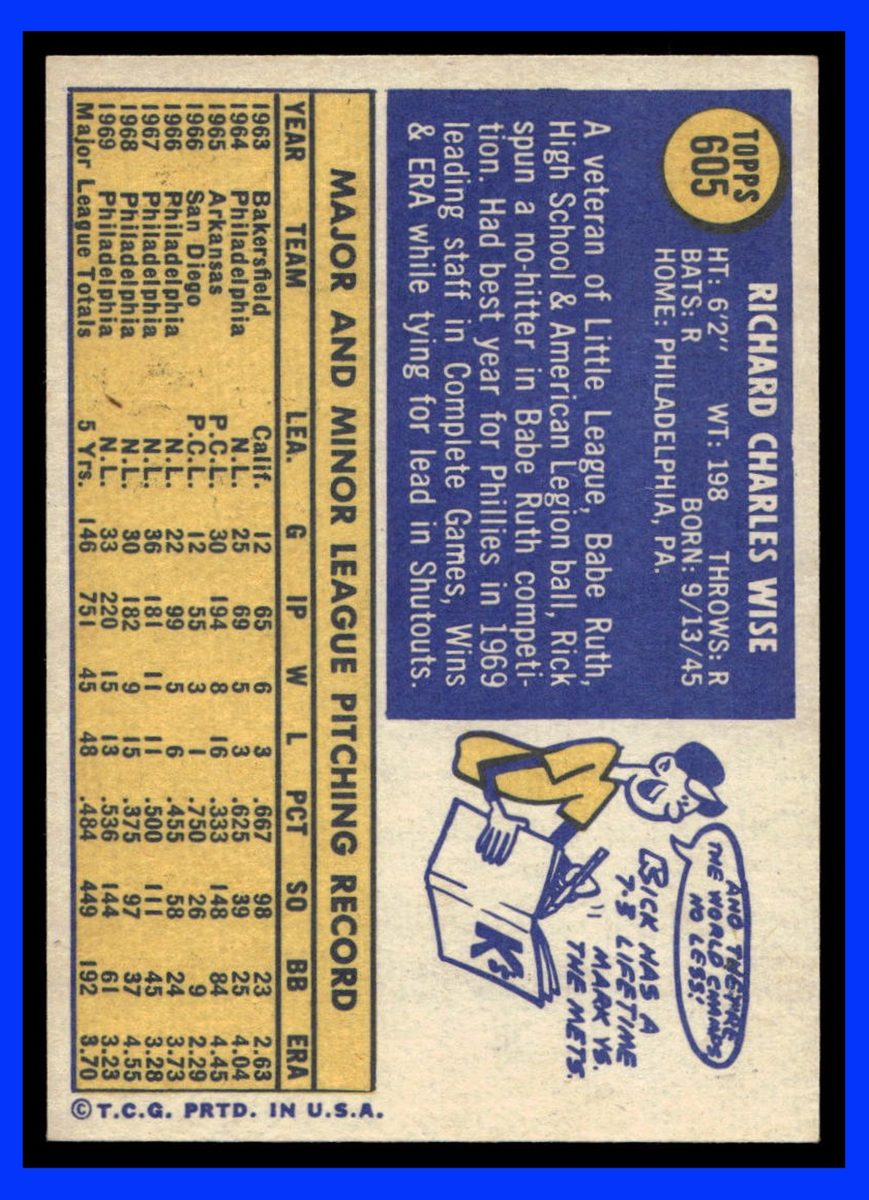 TOPPS
605
RICHARD CHARLES WISE
HT: 6'2" WT: 198 THROWS: R
BATS: R BORN: 9/13/45
HOME: PHILADELPHIA, PA.
A veteran of Little League, Babe Ruth,
High School & American Legion ball, Rick
spun a no-hitter in Babe Ruth competi-
tion. Had best year for Phillies in 1969
leading staff in Complete Games, Wins
& ERA while tying for lead in Shutouts.
AND THEY'RE
THE WORLD CHAMPS
NO LESS!
RICK HAS A
7-3 LIFETIME
MARK VS.
THE METS.
K's
MAJOR AND MINOR LEAGUE PITCHING RECORD
YEAR TEAM LEA. G IP W L PCT SO BB ERA
1963 Bakersfield Calif. 12 65 6 3 .667 98 23 2.63
1964 Philadelphia N.L. 25 69 5 3 .625 39 25 4.04
1965 Arkansas P.C.L. 30 194 8 16 .333 148 84 4.45
1966 San Diego P.C.L. 12 55 3 1 .750 26 9 2.29
1966 Philadelphia N.L. 22 99 5 6 .455 58 24 3.73
1967 Philadelphia N.L. 36 181 11 11 .500 111 45 3.28
1968 Philadelphia N.L. 30 182 9 15 .375 97 37 4.55
1969 Philadelphia N.L. 33 220 15 13 .536 144 61 3.23
Major League Totals 5 Yrs. 146 751 45 48 .484 449 192 3.70
© T.C.G. PRTD. IN U.S.A.